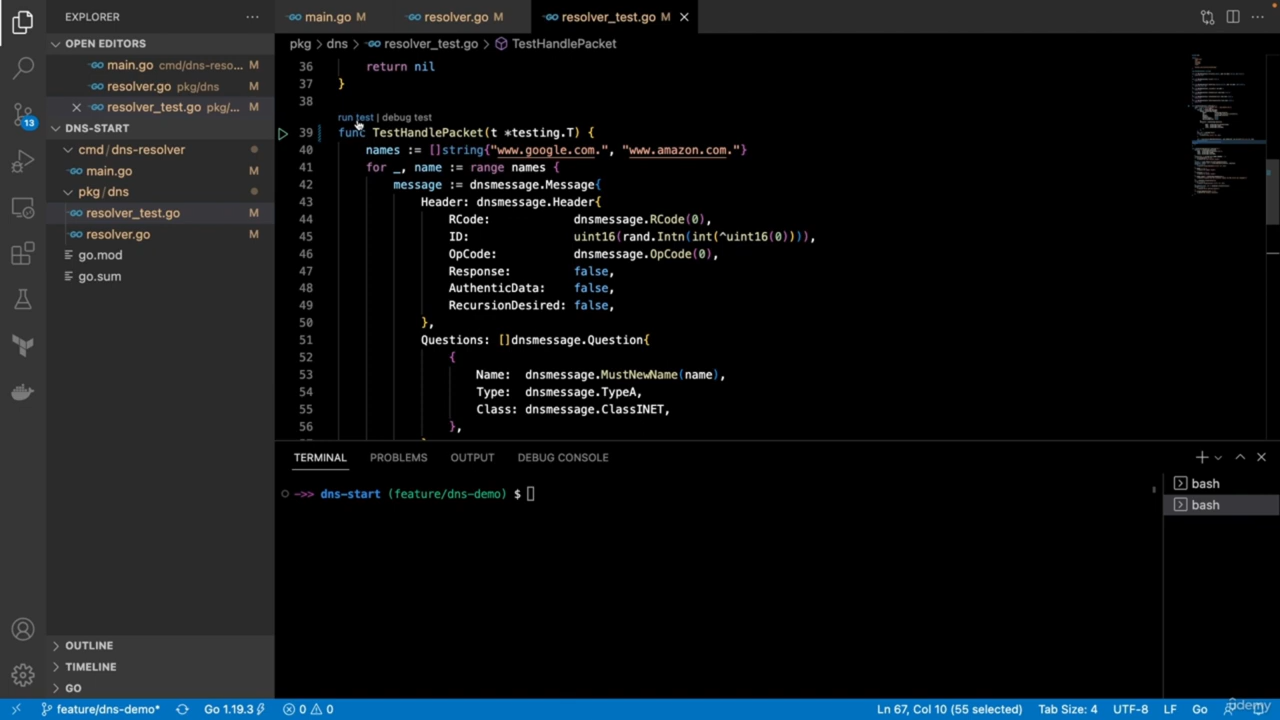 EXPLORER
OPEN EDITORS
main.go cmd/dns-reso... M
resolver.go pkg/dns M
resolver_test.go pkg/... M
DNS-START
13
cmd/dns-resolver
main.go M
pkg/dns
resolver_test.go M
resolver.go M
go.mod
go.sum
OUTLINE
TIMELINE
GO
main.go M
resolver.go M
resolver_test.go M
pkg > dns > resolver_test.go > TestHandlePacket
36 return nil
37 }
38
run test | debug test
39 func TestHandlePacket(t *testing.T) {
40 names := []string{"www.google.com.", "www.amazon.com."}
41 for _, name := range names {
42 message := dnsmessage.Message{
43 Header: dnsmessage.Header{
44 RCode: dnsmessage.RCode(0),
45 ID: uint16(rand.Intn(int(^uint16(0)))),
46 OpCode: dnsmessage.OpCode(0),
47 Response: false,
48 AuthenticData: false,
49 RecursionDesired: false,
50 },
51 Questions: []dnsmessage.Question{
52 {
53 Name: dnsmessage.MustNewName(name),
54 Type: dnsmessage.TypeA,
55 Class: dnsmessage.ClassINET,
56 },
TERMINAL PROBLEMS OUTPUT DEBUG CONSOLE
->> dns-start (feature/dns-demo) $
bash
bash
feature/dns-demo* Go 1.19.3 0 0 Ln 67, Col 10 (55 selected) Tab Size: 4 UTF-8 LF Go
udemy